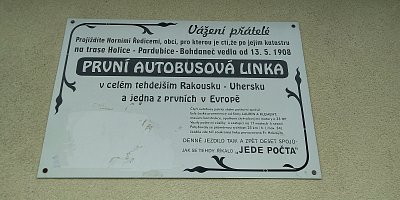 Vážení přátelé
Projíždíte Horními Ředicemi, obcí, pro kterou je ctí, že po jejím katastru
na trase Holice - Pardubice - Bohdaneč vedla od 13. 5. 1908
PRVNÍ AUTOBUSOVÁ LINKA
v celém tehdejším Rakousku - Uhersku
a jedna z prvních v Evropě
DENNĚ JEZDILO TAM A ZPĚT DESET SPOJŮ
JAK SE TEHDY ŘÍKALO „JEDE POČTA"